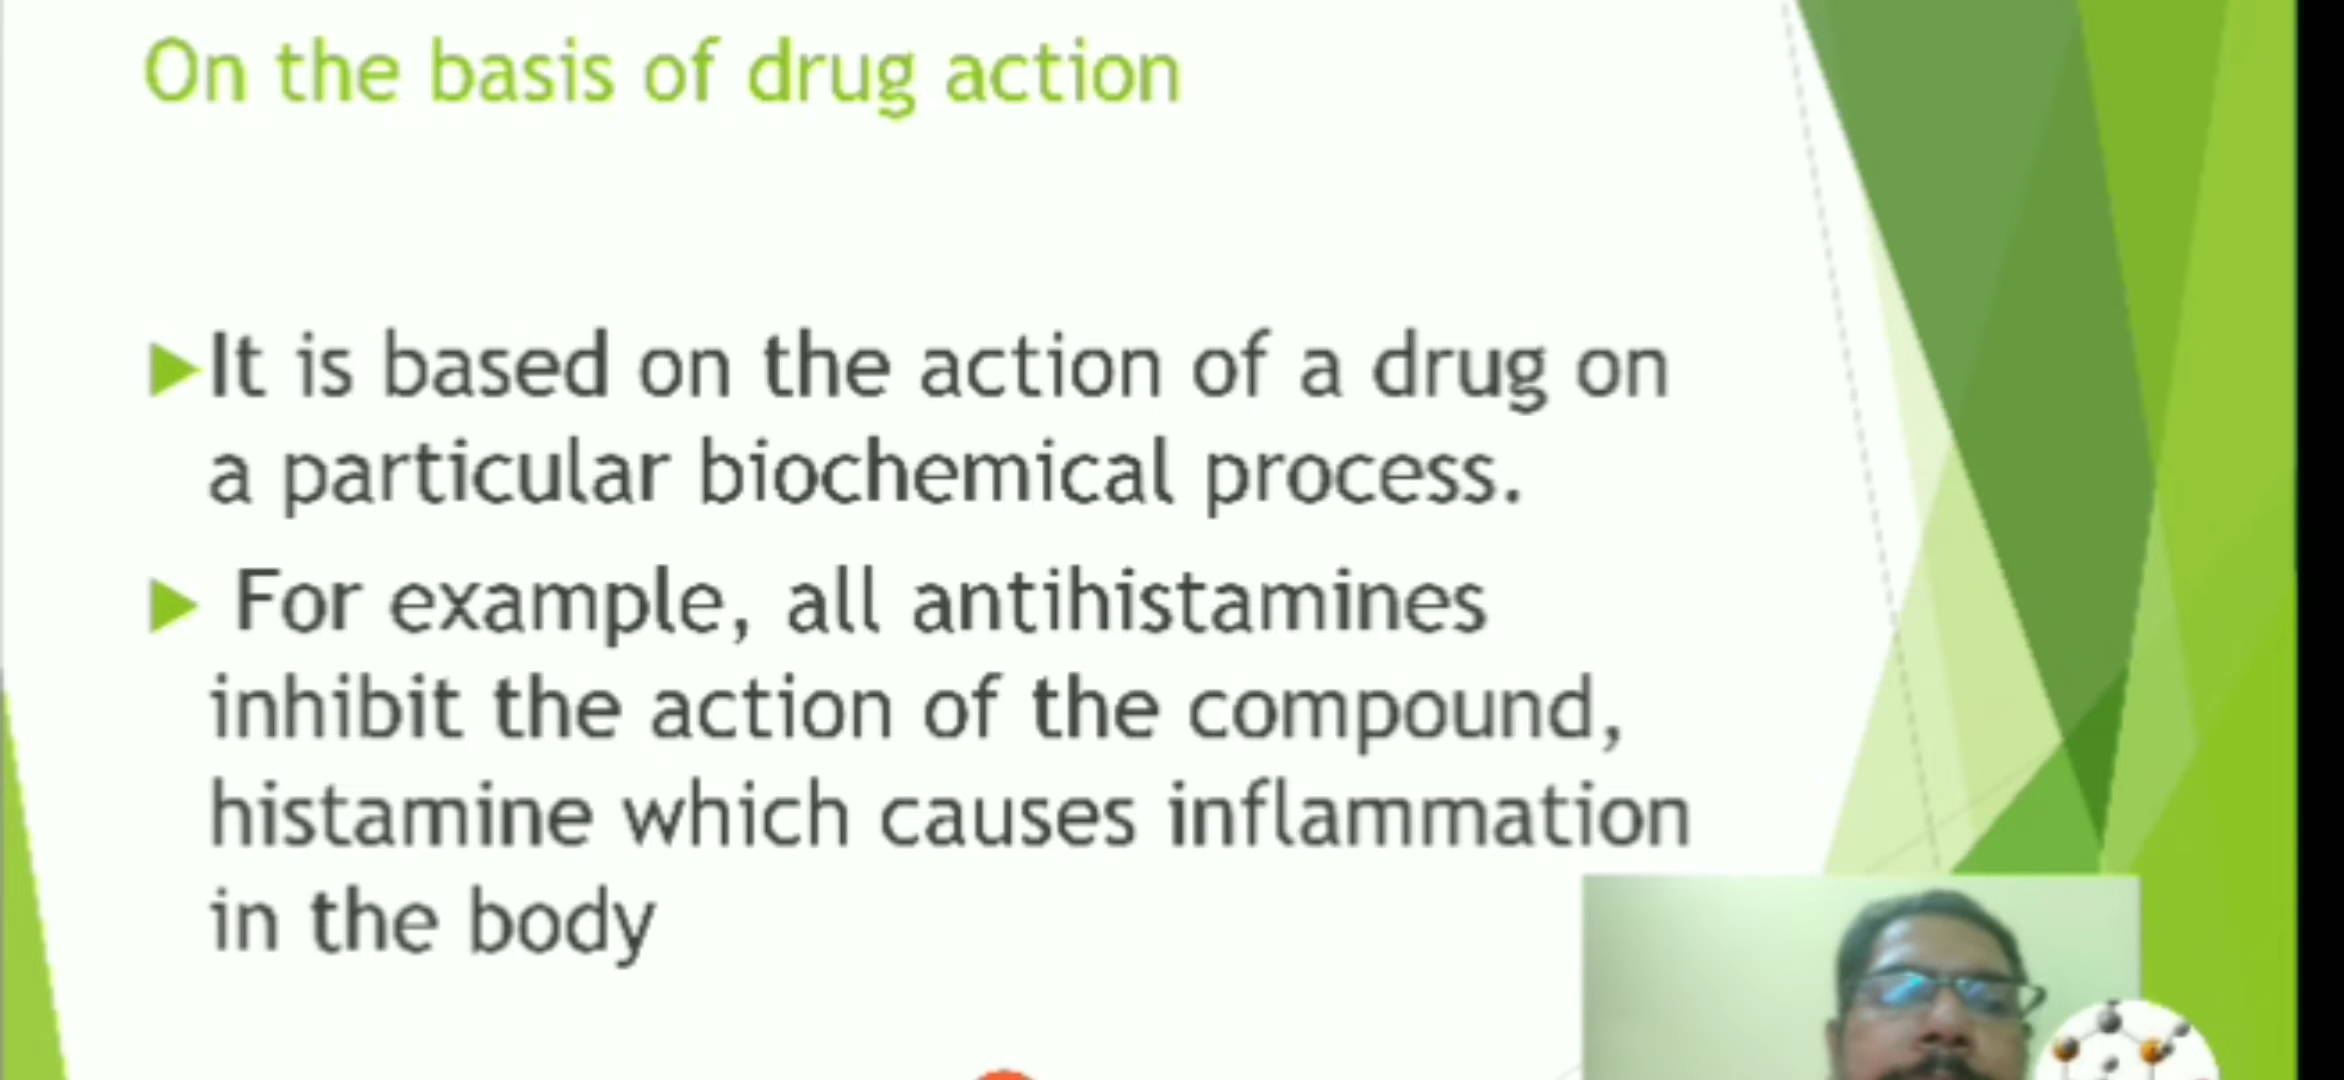 On the basis of drug action
It is based on the action of a drug on
a particular biochemical process.
For example, all antihistamines
inhibit the action of the compound,
histamine which causes inflammation
in the body